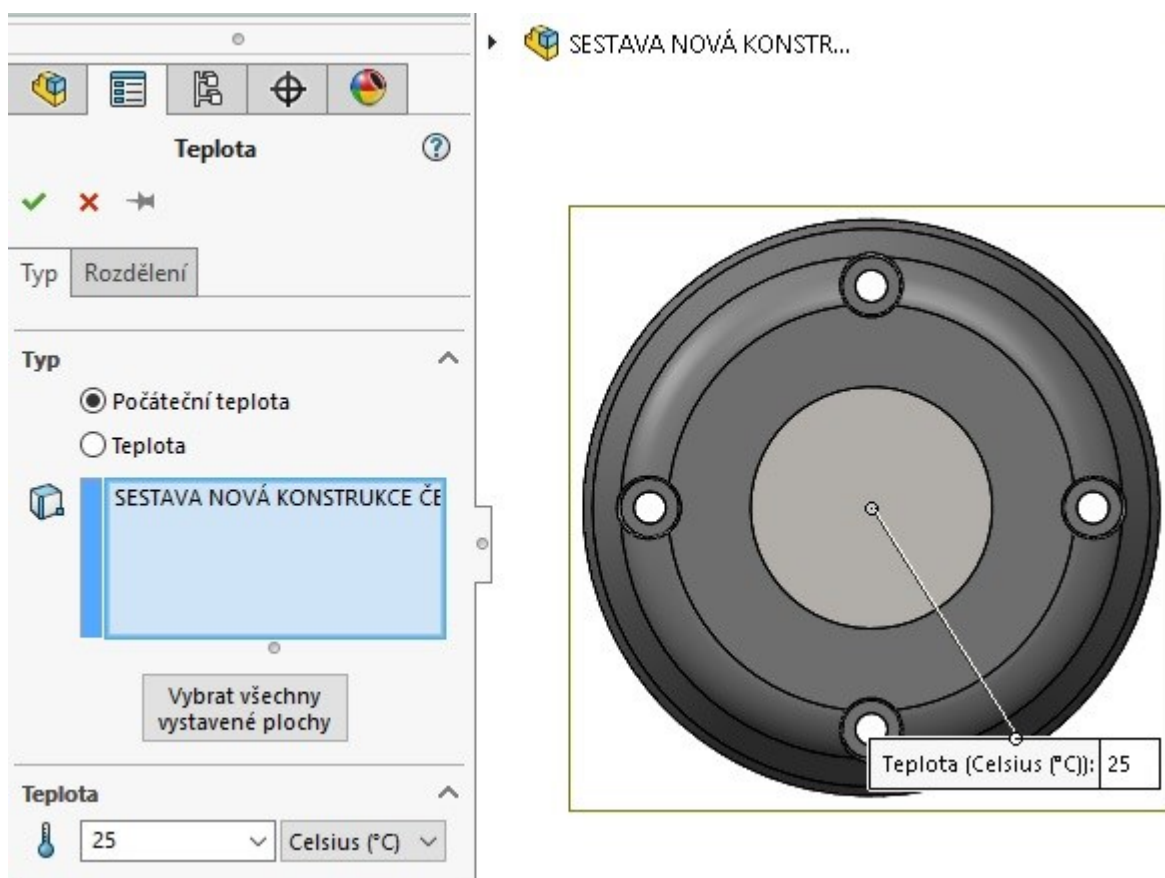 SESTAVA NOVÁ KONSTR...
Teplota
Typ
Rozdělení
Typ
Počáteční teplota
Teplota
SESTAVA NOVÁ KONSTRUKCE ČE
Vybrat všechny
vystavené plochy
Teplota
25
Celsius (°C)
Teplota (Celsius (°C)): 25